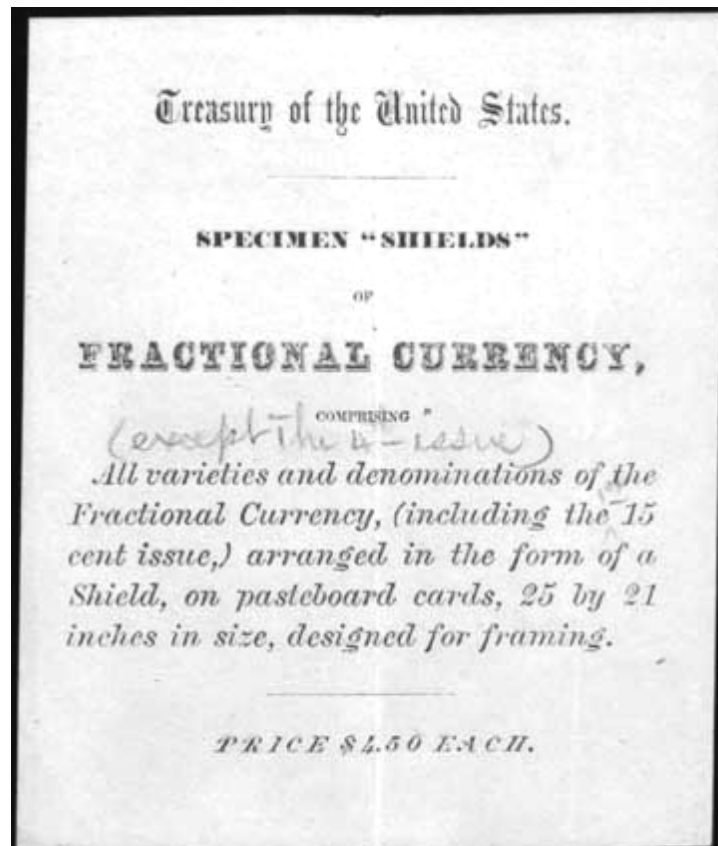 Treasury of the United States.
SPECIMEN "SHIELDS"
OF
FRACTIONAL CURRENCY,
COMPRISING
(except the 4th issue)
All varieties and denominations of the
Fractional Currency, (including the 15
cent issue,) arranged in the form of a
Shield, on pasteboard cards, 25 by 21
inches in size, designed for framing.
PRICE $4.50 EACH.